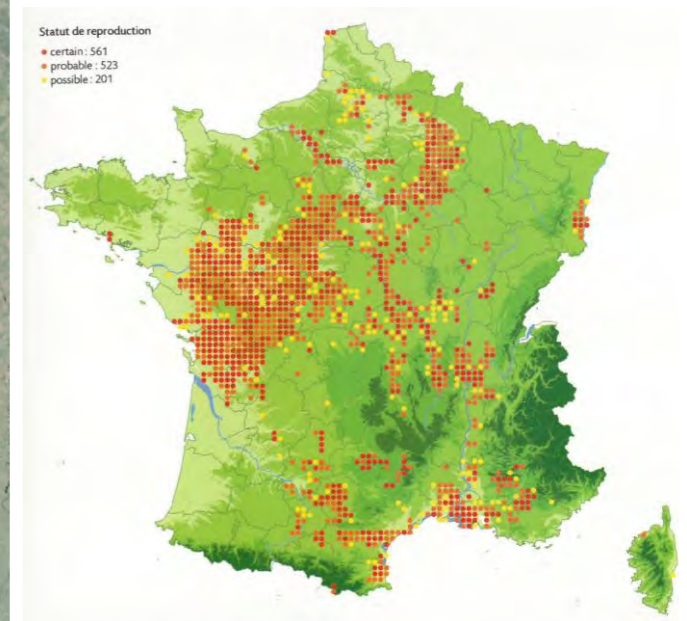 Statut de reproduction
certain : 561
probable : 523
possible : 201